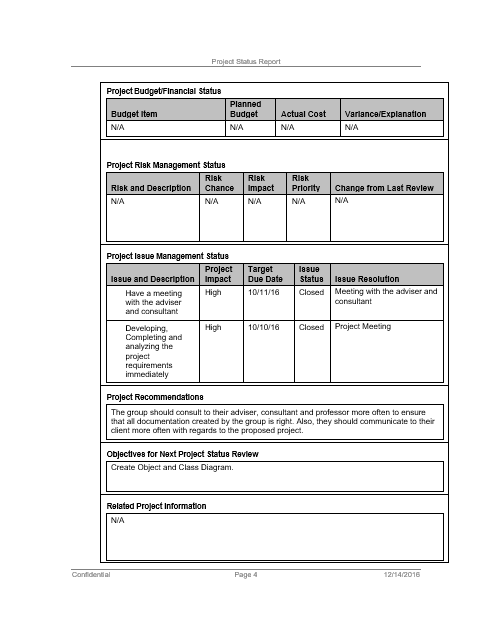 Project Status Report
Project Budget/Financial Status
Budget Item Planned Budget Actual Cost Variance/Explanation
N/A N/A N/A N/A
Project Risk Management Status
Risk and Description Risk Chance Risk Impact Risk Priority Change from Last Review
N/A N/A N/A N/A N/A
Project Issue Management Status
Issue and Description Project Impact Target Due Date Issue Status Issue Resolution
Have a meeting
with the adviser
and consultant
High 10/11/16 Closed
Meeting with the adviser and
consultant
Developing,
Completing and
analyzing the
project
requirements
immediately
High 10/10/16 Closed Project Meeting
Project Recommendations
The group should consult to their adviser, consultant and professor more often to ensure
that all documentation created by the group is right. Also, they should communicate to their
client more often with regards to the proposed project.
Objectives for Next Project Status Review
Create Object and Class Diagram.
Related Project Information
N/A
Confidential Page 4 12/14/2016